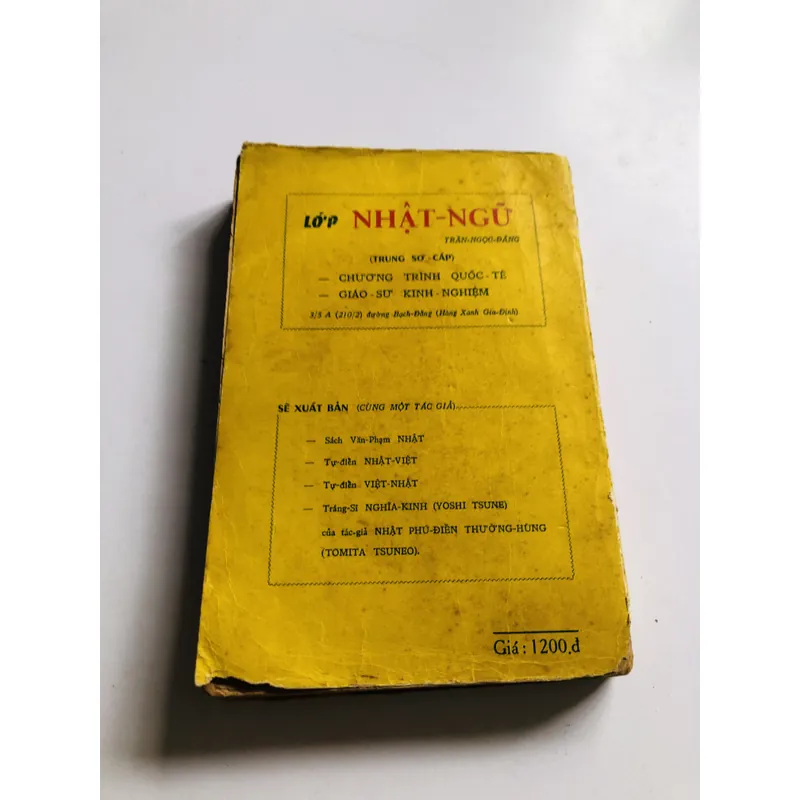 LỚP NHẬT-NGỮ
TRẦN-NGỌC-ĐẢNG
(TRUNG SƠ CẤP)
— CHƯƠNG TRÌNH QUỐC-TẾ
— GIÁO-SƯ KINH-NGHIỆM
3/5 A (210/2) đường Bạch-Đằng (Hàng Xanh Gia-Định)
SẼ XUẤT BẢN (CÙNG MỘT TÁC GIẢ)
— Sách Văn-Phạm NHẬT
— Tự-điển NHẬT-VIỆT
— Tự-điển VIỆT-NHẬT
— Tráng-Sĩ NGHĨA-KINH (YOSHI TSUNE)
của tác-giả NHẬT PHÚ-ĐIỀN THƯỜNG-HÙNG
(TOMITA TSUNEO).
Giá : 1200.đ